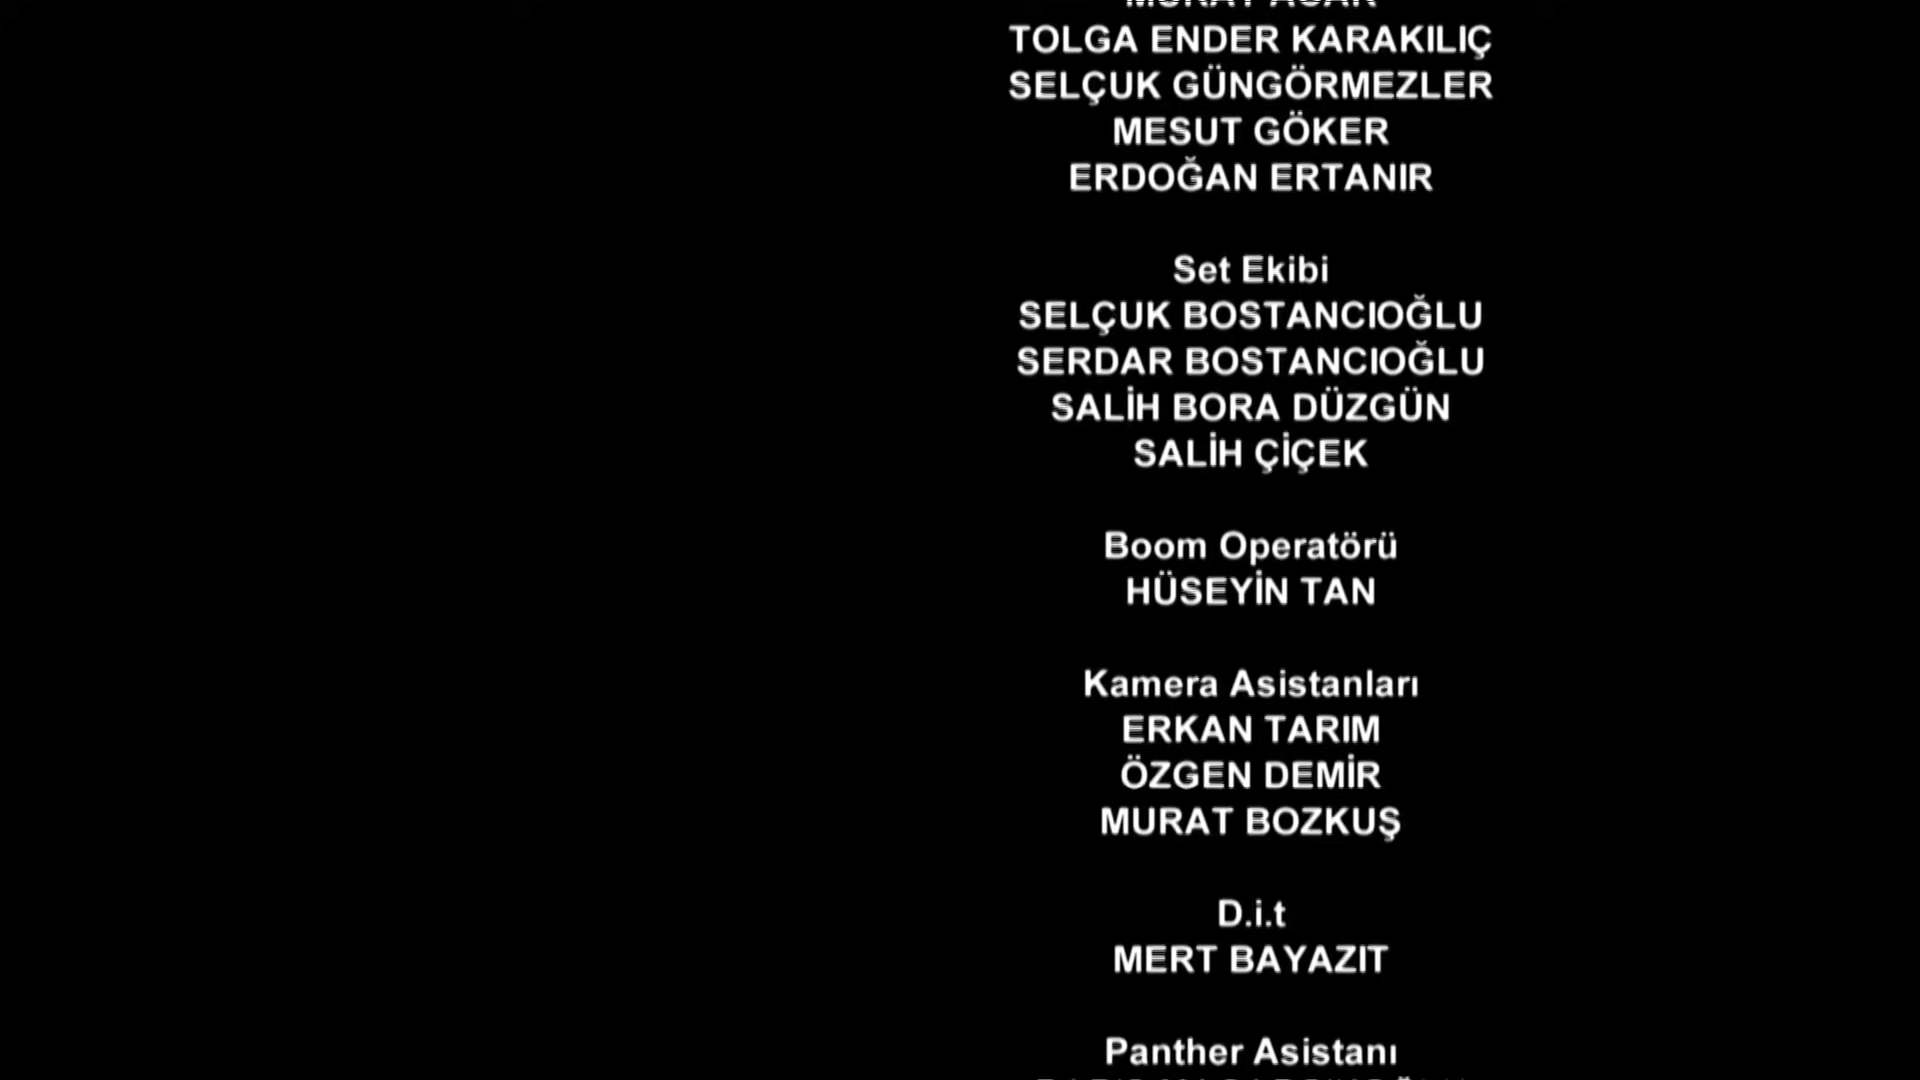 TOLGA ENDER KARAKILIÇ
SELÇUK GÜNGÖRMEZLER
MESUT GÖKER
ERDOĞAN ERTANIR
Set Ekibi
SELÇUK BOSTANCIOĞLU
SERDAR BOSTANCIOĞLU
SALİH BORA DÜZGÜN
SALİH ÇİÇEK
Boom Operatörü
HÜSEYİN TAN
Kamera Asistanları
ERKAN TARIM
ÖZGEN DEMİR
MURAT BOZKUŞ
D.i.t
MERT BAYAZIT
Panther Asistanı